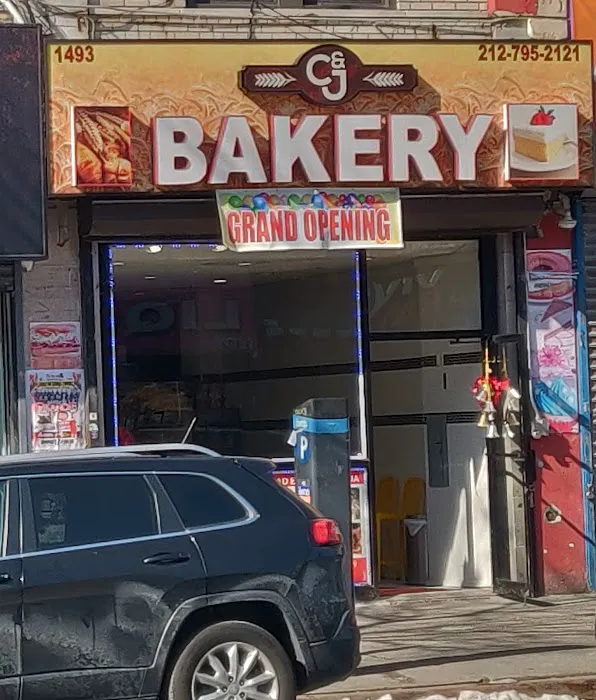 1493
212-795-2121
C&J
BAKERY
GRAND OPENING
P